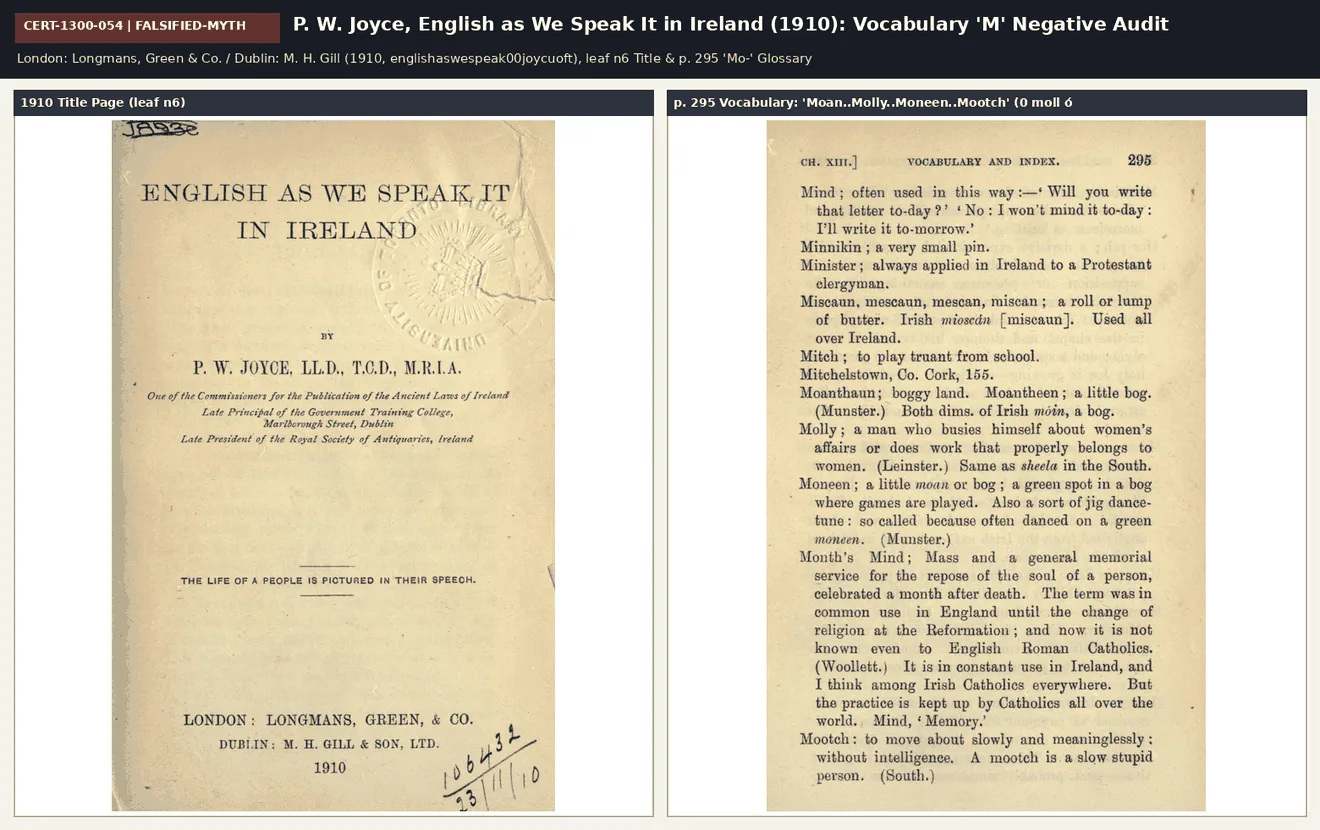 CERT-1300-054 | FALSIFIED-MYTH
P. W. Joyce, English as We Speak It in Ireland (1910): Vocabulary 'M' Negative Audit
London: Longmans, Green & Co. / Dublin: M. H. Gill (1910, englishaswespeak00joycuoft), leaf n6 Title & p. 295 'Mo-' Glossary
1910 Title Page (leaf n6)
ENGLISH AS WE SPEAK IT
IN IRELAND
BY
P. W. JOYCE, LL.D., T.C.D., M.R.I.A.
One of the Commissioners for the Publication of the Ancient Laws of Ireland
Late Principal of the Government Training College,
Marlborough Street, Dublin
Late President of the Royal Society of Antiquaries, Ireland
THE LIFE OF A PEOPLE IS PICTURED IN THEIR SPEECH.
LONDON: LONGMANS, GREEN, & CO.
DUBLIN: M. H. GILL & SON, LTD.
1910
106432
23/11/10
p. 295 Vocabulary: 'Moan..Molly..Moneen..Mootch' (0 moll ó
CH. XIII.] VOCABULARY AND INDEX. 295
Mind; often used in this way:—‘Will you write
that letter to-day?’ ‘No: I won’t mind it to-day:
I’ll write it to-morrow.’
Minnikin; a very small pin.
Minister; always applied in Ireland to a Protestant
clergyman.
Miscaun, mescaun, mescan, miscan; a roll or lump
of butter. Irish mioscán [miscaun]. Used all
over Ireland.
Mitch; to play truant from school.
Mitchelstown, Co. Cork, 155.
Moanthaun; boggy land. Moantheen; a little bog.
(Munster.) Both dims. of Irish móin, a bog.
Molly; a man who busies himself about women’s
affairs or does work that properly belongs to
women. (Leinster.) Same as sheela in the South.
Moneen; a little moan or bog; a green spot in a bog
where games are played. Also a sort of jig dance-
tune: so called because often danced on a green
moneen. (Munster.)
Month’s Mind; Mass and a general memorial
service for the repose of the soul of a person,
celebrated a month after death. The term was in
common use in England until the change of
religion at the Reformation; and now it is not
known even to English Roman Catholics.
(Woollett.) It is in constant use in Ireland, and
I think among Irish Catholics everywhere. But
the practice is kept up by Catholics all over the
world. Mind, ‘Memory.’
Mootch: to move about slowly and meaninglessly:
without intelligence. A mootch is a slow stupid
person. (South.)